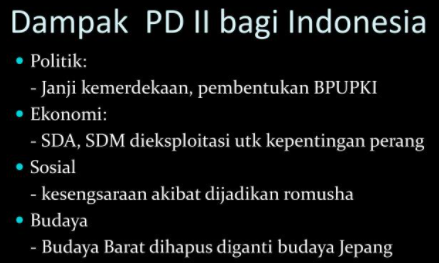 Dampak PD II bagi Indonesia
• Politik:
- Janji kemerdekaan, pembentukan BPUPKI
• Ekonomi:
- SDA, SDM dieksploitasi utk kepentingan perang
• Sosial
- kesengsaraan akibat dijadikan romusha
• Budaya
- Budaya Barat dihapus diganti budaya Jepang